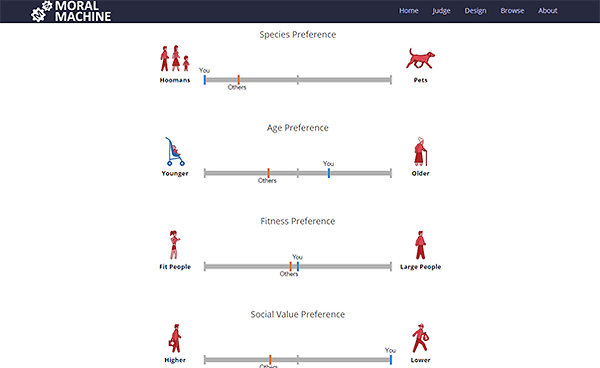 MORAL
MACHINE
Home Judge Design Browse About
Species Preference
You
Hoomans Pets
Others
Age Preference
You
Younger Older
Others
Fitness Preference
You
Fit People Large People
Others
Social Value Preference
You
Higher Lower
Others